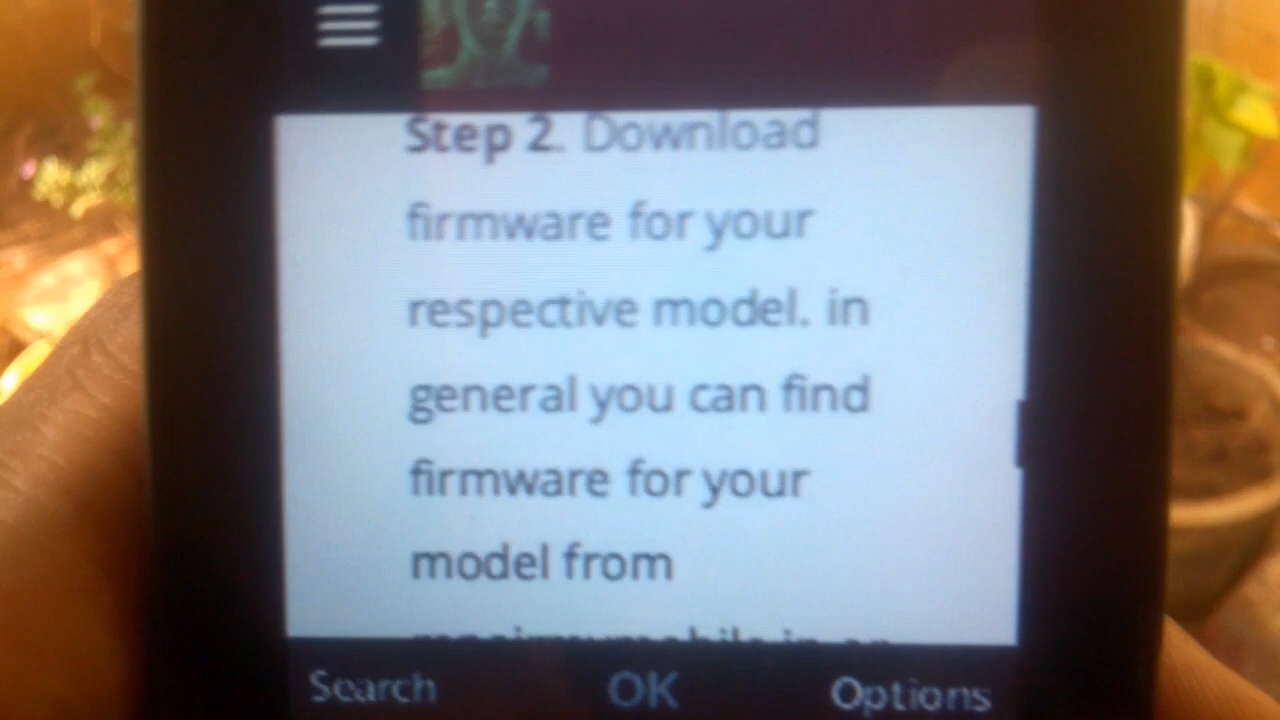 Step 2. Download
firmware for your
respective model. in
general you can find
firmware for your
model from
Search OK Options